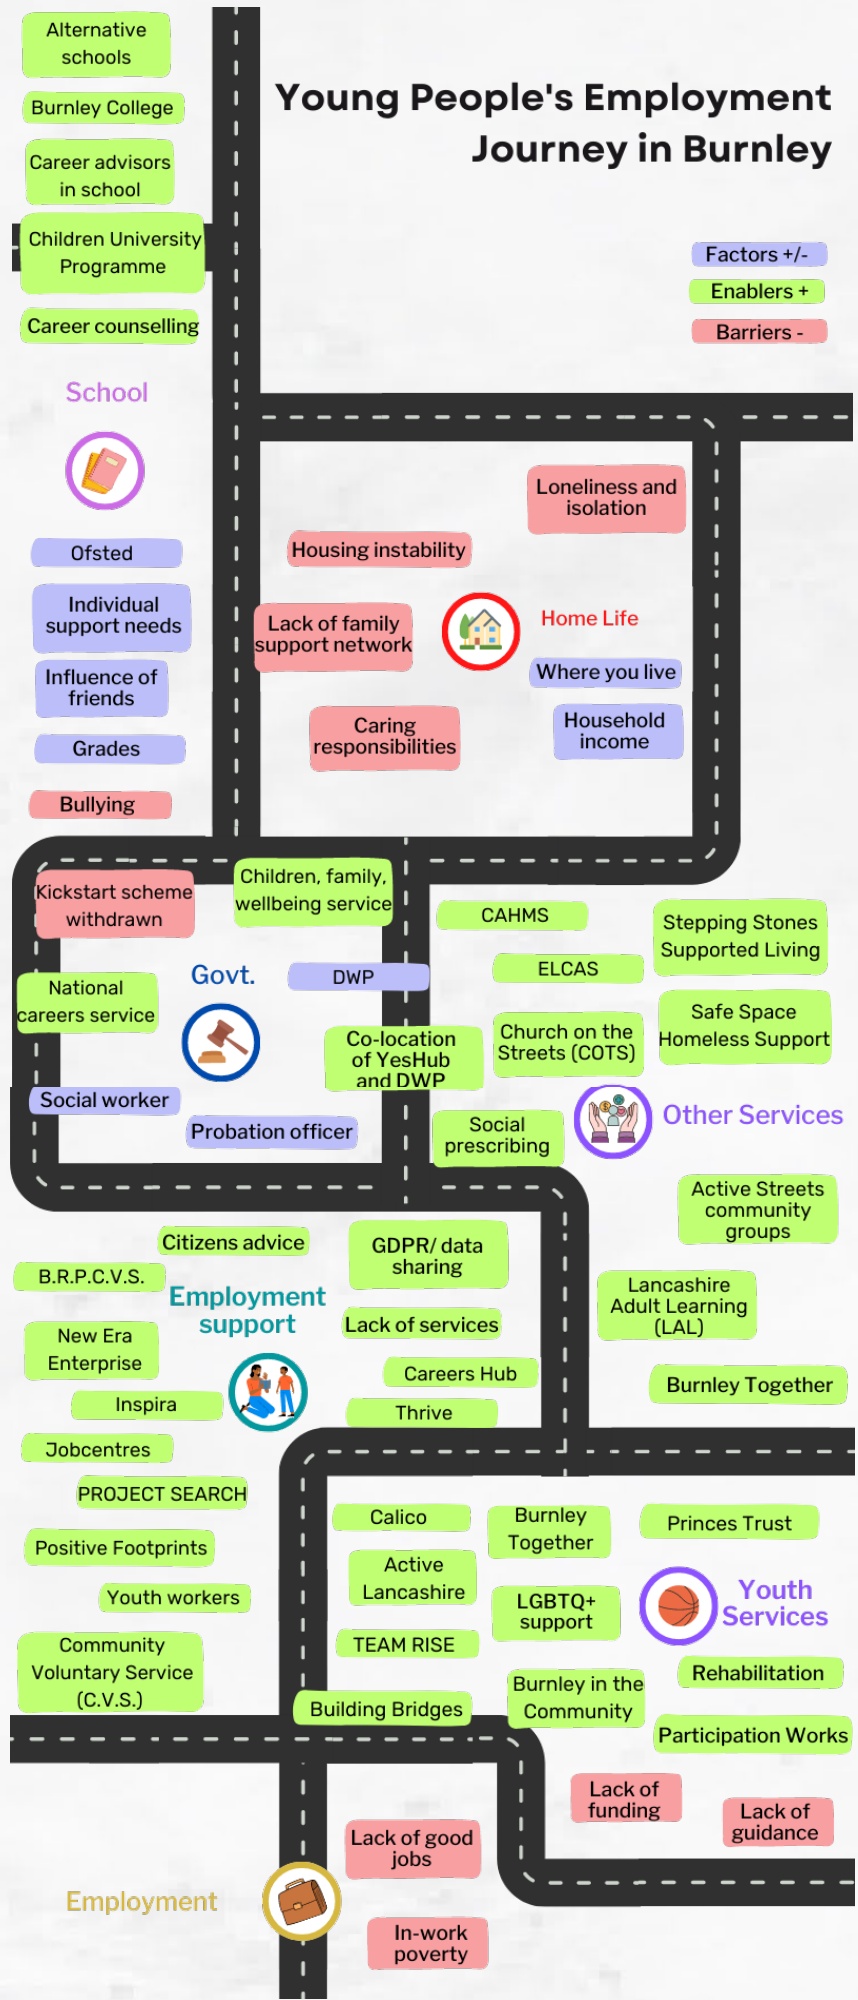 Alternative
schools
Burnley College
Career advisors
in school
Children University
Programme
Career counselling
Young People's Employment
Journey in Burnley
Factors +/-
Enablers +
Barriers -
School
Ofsted
Individual
support needs
Influence of
friends
Grades
Bullying
Loneliness and
isolation
Housing instability
Lack of family
support network
Home Life
Where you live
Caring
responsibilities
Household
income
Kickstart scheme
withdrawn
Children, family,
wellbeing service
Govt.
DWP
National
careers service
Co-location
of YesHub
and DWP
Social worker
Probation officer
CAHMS
Stepping Stones
Supported Living
ELCAS
Church on the
Streets (COTS)
Safe Space
Homeless Support
Social
prescribing
Other Services
Active Streets
community
groups
Lancashire
Adult Learning
(LAL)
Burnley Together
Citizens advice
GDPR/ data
sharing
B.R.P.C.V.S.
Employment
support
Lack of services
New Era
Enterprise
Careers Hub
Inspira
Thrive
Jobcentres
PROJECT SEARCH
Positive Footprints
Youth workers
Community
Voluntary Service
(C.V.S.)
Calico
Burnley
Together
Princes Trust
Active
Lancashire
LGBTQ+
support
Youth
Services
TEAM RISE
Rehabilitation
Building Bridges
Burnley in the
Community
Participation Works
Lack of
funding
Lack of
guidance
Lack of good
jobs
Employment
In-work
poverty